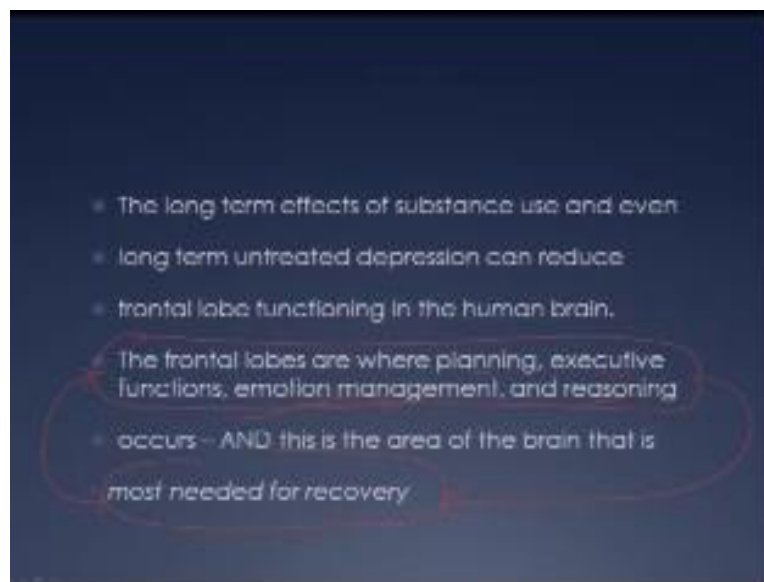 The long term effects of substance use and even
long term untreated depression can reduce
frontal lobe functioning in the human brain.
The frontal lobes are where planning, executive
functions, emotion management, and reasoning
occurs – AND this is the area of the brain that is
most needed for recovery